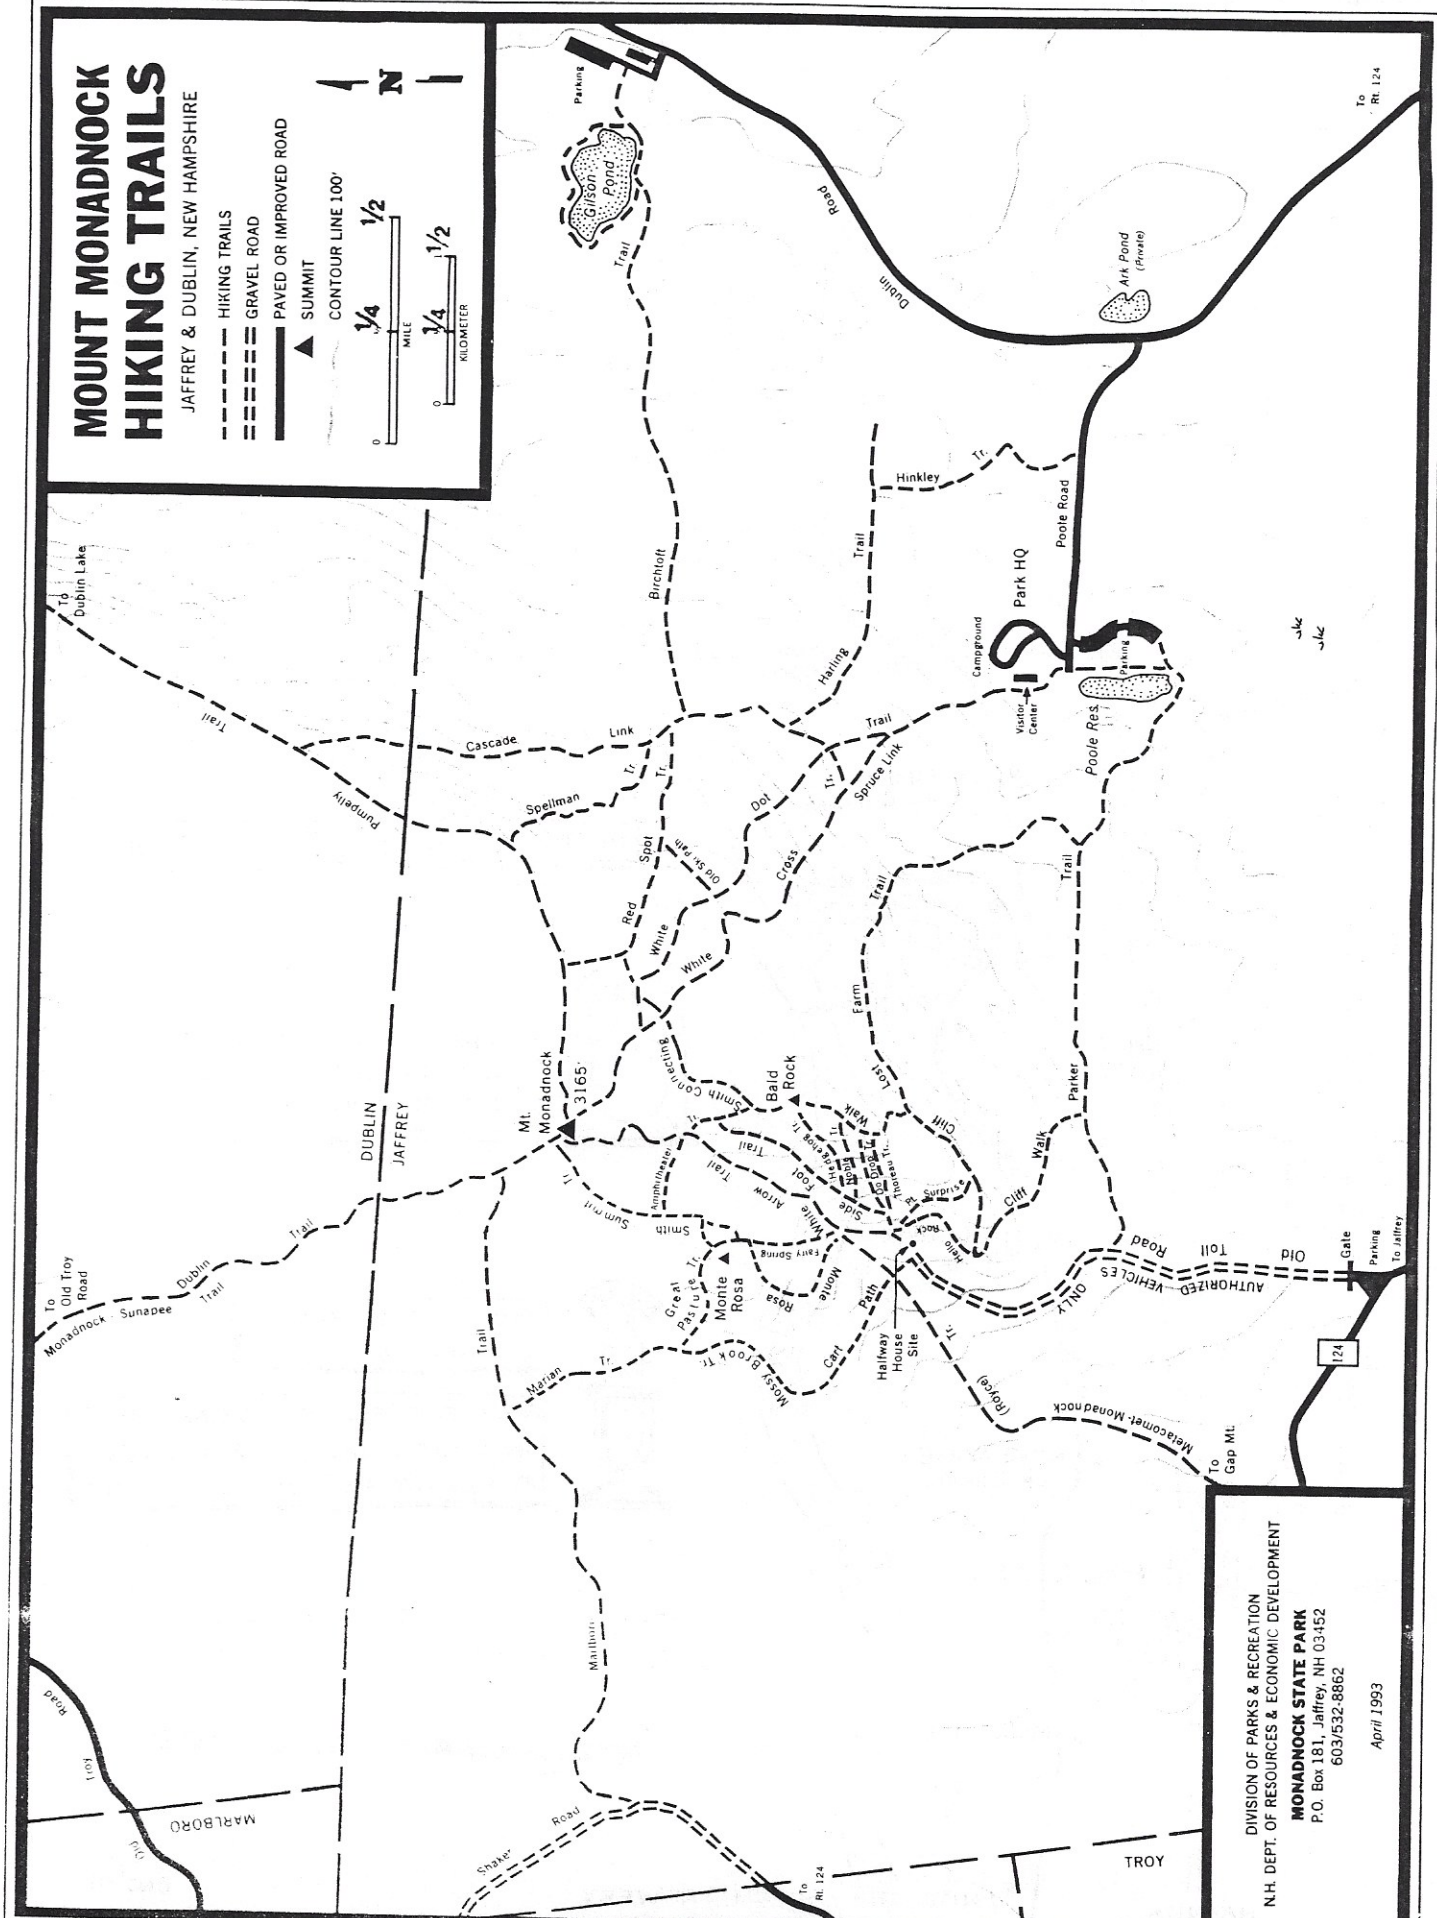 MOUNT MONADNOCK
HIKING TRAILS
JAFFREY & DUBLIN, NEW HAMPSHIRE
HIKING TRAILS
GRAVEL ROAD
PAVED OR IMPROVED ROAD
SUMMIT
CONTOUR LINE 100'
N
0 1/4 1/2
MILE
0 1/4 1/2
KILOMETER
Parking
Gilson
Pond
Trail
Birchtoft
Dublin
Road
To
Rt. 124
Ark Pond
(Private)
Poole Road
Hinkley
Tr.
Harling
Trail
Park HQ
Campground
Visitor
Center
Parking
Poole Res.
To
Dublin Lake
Pumpelly
Trail
Cascade
Link
Spellman
Tr.
Red
Spot
Tr.
Old Ski Path
White
Dot
Trail
White
Cross
Tr.
Spruce Link
Lost
Farm
Trail
Parker
Trail
Cliff
Walk
Cliff
Walk
Mt.
Monadnock
3165'
DUBLIN
JAFFREY
Smith Connecting
Tr.
Bald
Rock
Hedgehog Tr.
Noble
Tr.
Do Drop
Tr.
Thoreau Tr.
Pt.
Surprise
Hello
Rock
Side
Foot
Trail
White
Arrow
Trail
Amphitheater
Smith
Summit
Tr.
Fairy Spring
Monte
Rosa
Monte
Rosa
Great
Pasture
Tr.
Mossy Brook Tr.
Cart
Path
Halfway
House
Site
Marian
Tr.
Trail
Marlboro
To
Old Troy
Road
Monadnock - Sunapee
Trail
Dublin
Trail
Metacomet-Monadnock
(Royce)
Tr.
To
Gap Mt.
Old
Toll
Road
AUTHORIZED
VEHICLES
ONLY
Gate
Parking
To Jaffrey
124
Old
Troy
Road
MARLBORO
Shaker
Road
To
Rt. 124
TROY
DIVISION OF PARKS & RECREATION
N.H. DEPT. OF RESOURCES & ECONOMIC DEVELOPMENT
MONADNOCK STATE PARK
P.O. Box 181, Jaffrey, NH 03452
603/532-8862
April 1993